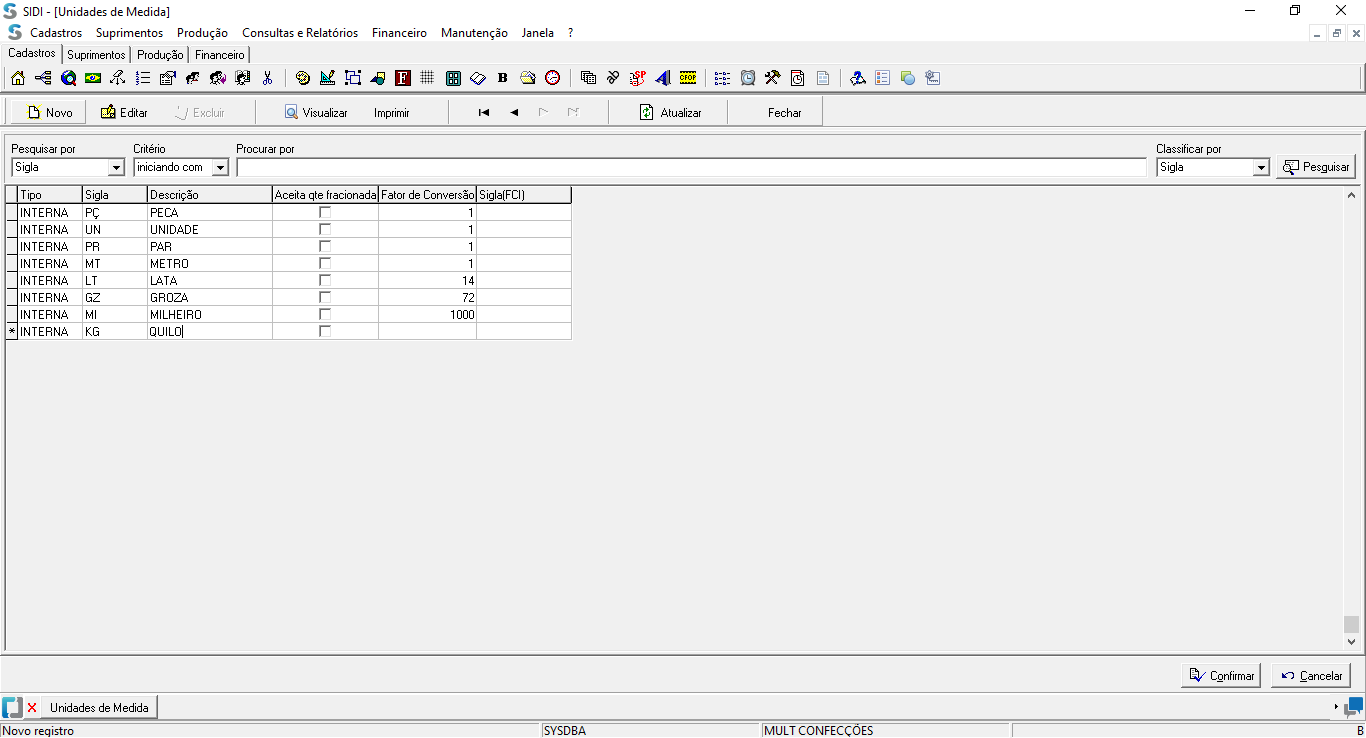 SIDI - [Unidades de Medida]
Cadastros Suprimentos Produção Consultas e Relatórios Financeiro Manutenção Janela ?
Cadastros Suprimentos Produção Financeiro
F B SP CFOP
Novo Editar Excluir Visualizar Imprimir Atualizar Fechar
Pesquisar por Critério Procurar por Classificar por
Sigla iniciando com Sigla Pesquisar
Tipo Sigla Descrição Aceita qte fracionada Fator de Conversão Sigla(FCI)
INTERNA PÇ PECA 1
INTERNA UN UNIDADE 1
INTERNA PR PAR 1
INTERNA MT METRO 1
INTERNA LT LATA 14
INTERNA GZ GROZA 72
INTERNA MI MILHEIRO 1000
* INTERNA KG QUILO
Confirmar Cancelar
Unidades de Medida
Novo registro SYSDBA MULT CONFECÇÕES B